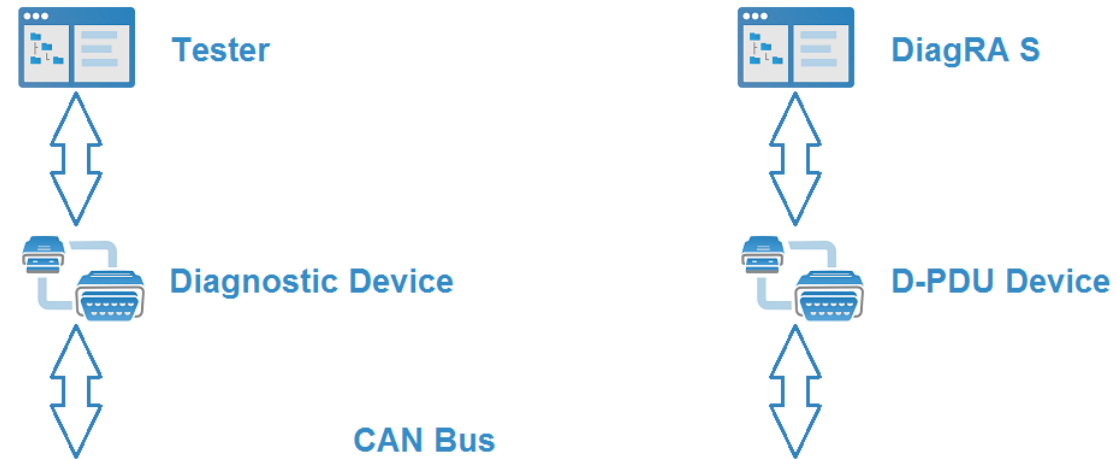 Tester
DiagRA S
Diagnostic Device
D-PDU Device
CAN Bus